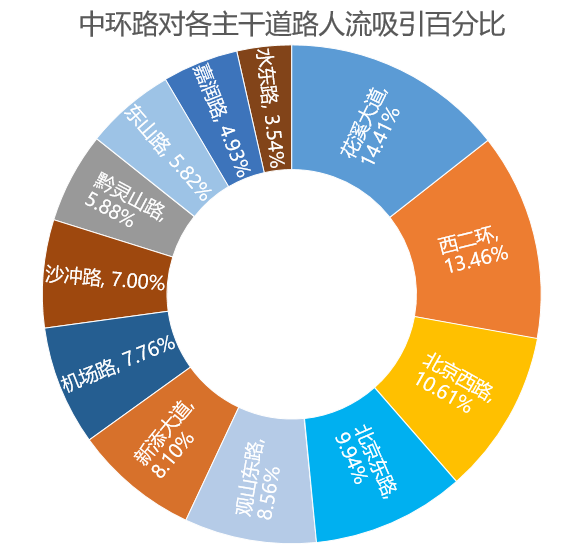 中环路对各主干道路人流吸引百分比
花溪大道,
14.41%
西二环,
13.46%
北京西路,
10.61%
北京东路,
9.94%
观山东路,
8.56%
新添大道,
8.10%
机场路, 7.76%
沙冲路, 7.00%
黔灵山路,
5.88%
东山路, 5.82%
嘉润路, 4.93%
水东路, 3.54%